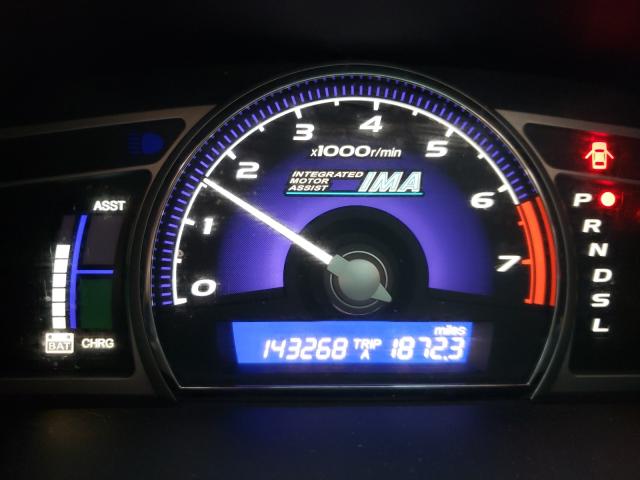 4
3
5
x1000r/min
2
INTEGRATED
MOTOR
ASSIST
IMA
6
P
ASST
R
1
N
7
D
0
S
miles
L
143268 TRIP A 1872.3
BAT
CHRG